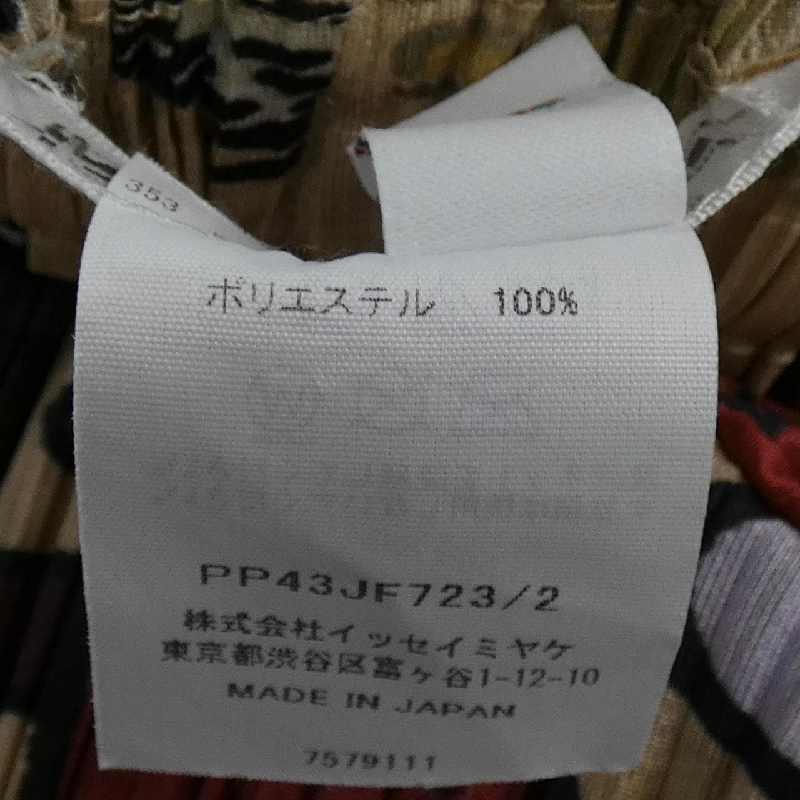 353
ポリエステル 100%
PP43JF723/2
株式会社イッセイミヤケ
東京都渋谷区富ヶ谷1-12-10
MADE IN JAPAN
7579111